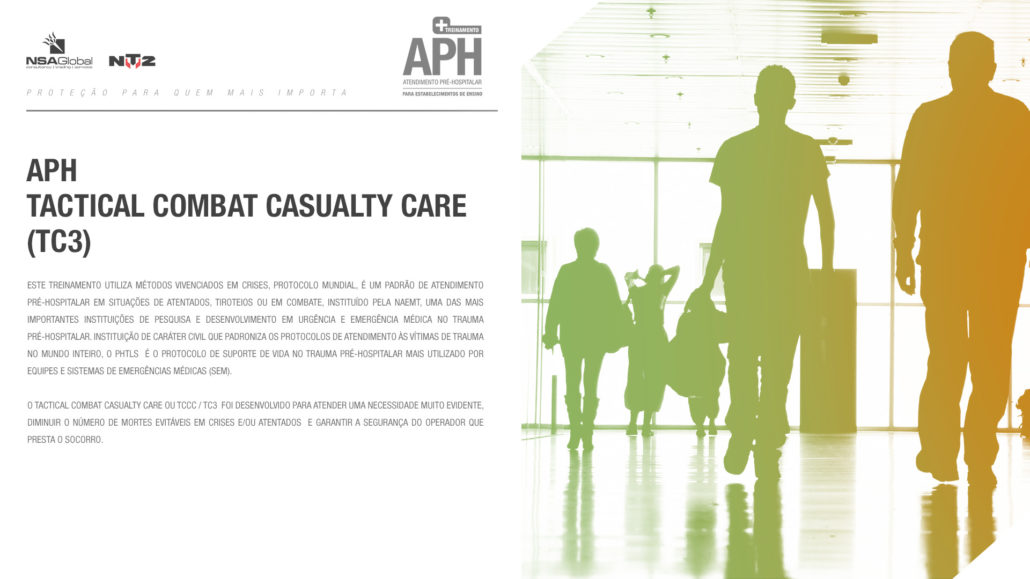 NSAGlobal
consultancy | trading | services
NT2
PROTEÇÃO PARA QUEM MAIS IMPORTA
TREINAMENTO
APH
ATENDIMENTO PRÉ-HOSPITALAR
PARA ESTABELECIMENTOS DE ENSINO
APH
TACTICAL COMBAT CASUALTY CARE
(TC3)
ESTE TREINAMENTO UTILIZA MÉTODOS VIVENCIADOS EM CRISES, PROTOCOLO MUNDIAL, É UM PADRÃO DE ATENDIMENTO
PRÉ-HOSPITALAR EM SITUAÇÕES DE ATENTADOS, TIROTEIOS OU EM COMBATE, INSTITUÍDO PELA NAEMT, UMA DAS MAIS
IMPORTANTES INSTITUIÇÕES DE PESQUISA E DESENVOLVIMENTO EM URGÊNCIA E EMERGÊNCIA MÉDICA NO TRAUMA
PRÉ-HOSPITALAR. INSTITUIÇÃO DE CARÁTER CIVIL QUE PADRONIZA OS PROTOCOLOS DE ATENDIMENTO ÀS VÍTIMAS DE TRAUMA
NO MUNDO INTEIRO, O PHTLS É O PROTOCOLO DE SUPORTE DE VIDA NO TRAUMA PRÉ-HOSPITALAR MAIS UTILIZADO POR
EQUIPES E SISTEMAS DE EMERGÊNCIAS MÉDICAS (SEM).
O TACTICAL COMBAT CASUALTY CARE OU TCCC / TC3 FOI DESENVOLVIDO PARA ATENDER UMA NECESSIDADE MUITO EVIDENTE,
DIMINUIR O NÚMERO DE MORTES EVITÁVEIS EM CRISES E/OU ATENTADOS E GARANTIR A SEGURANÇA DO OPERADOR QUE
PRESTA O SOCORRO.